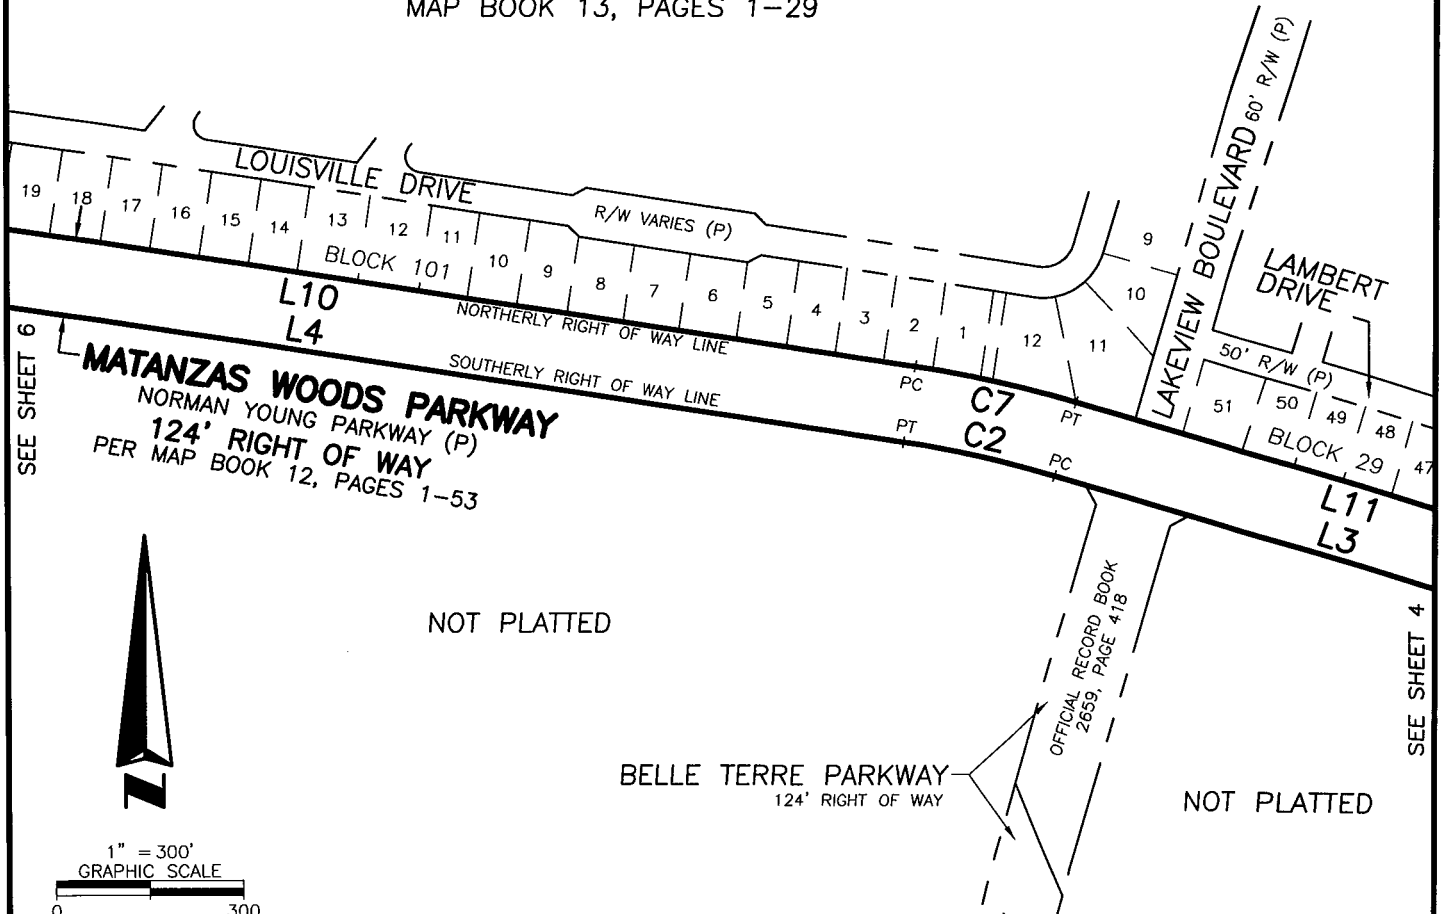 MAP BOOK 13, PAGES 1-29
LAKEVIEW BOULEVARD 60' R/W (P)
LOUISVILLE DRIVE
R/W VARIES (P)
19
18
17
16
15
14
13
12
11
10
9
8
7
6
5
4
3
2
1
12
11
10
9
BLOCK 101
LAMBERT
DRIVE
50' R/W (P)
51
50
49
48
47
BLOCK 29
L10
L4
NORTHERLY RIGHT OF WAY LINE
SOUTHERLY RIGHT OF WAY LINE
PC
C7
PT
PT
C2
PC
L11
L3
SEE SHEET 6
MATANZAS WOODS PARKWAY
NORMAN YOUNG PARKWAY (P)
124' RIGHT OF WAY
PER MAP BOOK 12, PAGES 1-53
NOT PLATTED
OFFICIAL RECORD BOOK
2659, PAGE 418
SEE SHEET 4
BELLE TERRE PARKWAY
124' RIGHT OF WAY
NOT PLATTED
N
1" = 300'
GRAPHIC SCALE
0 300